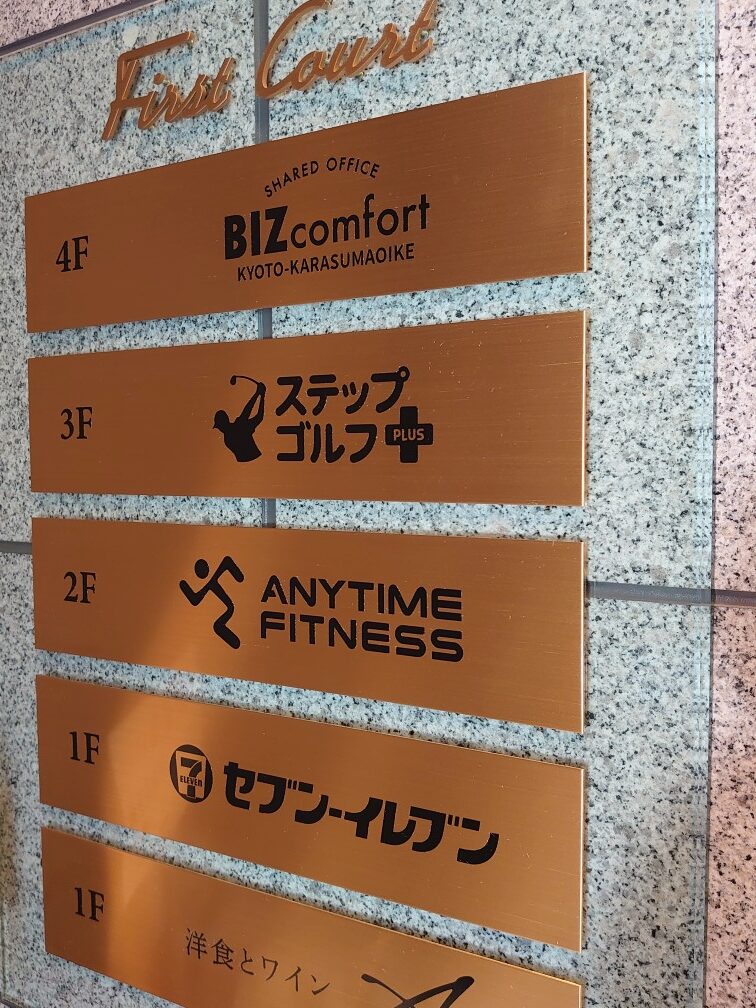 First Court
4F
SHARED OFFICE
BIZcomfort
KYOTO-KARASUMAOIKE
3F
ステップ
ゴルフ PLUS
2F
ANYTIME
FITNESS
1F
7
ELEVEN
セブン-イレブン
1F
洋食とワイン